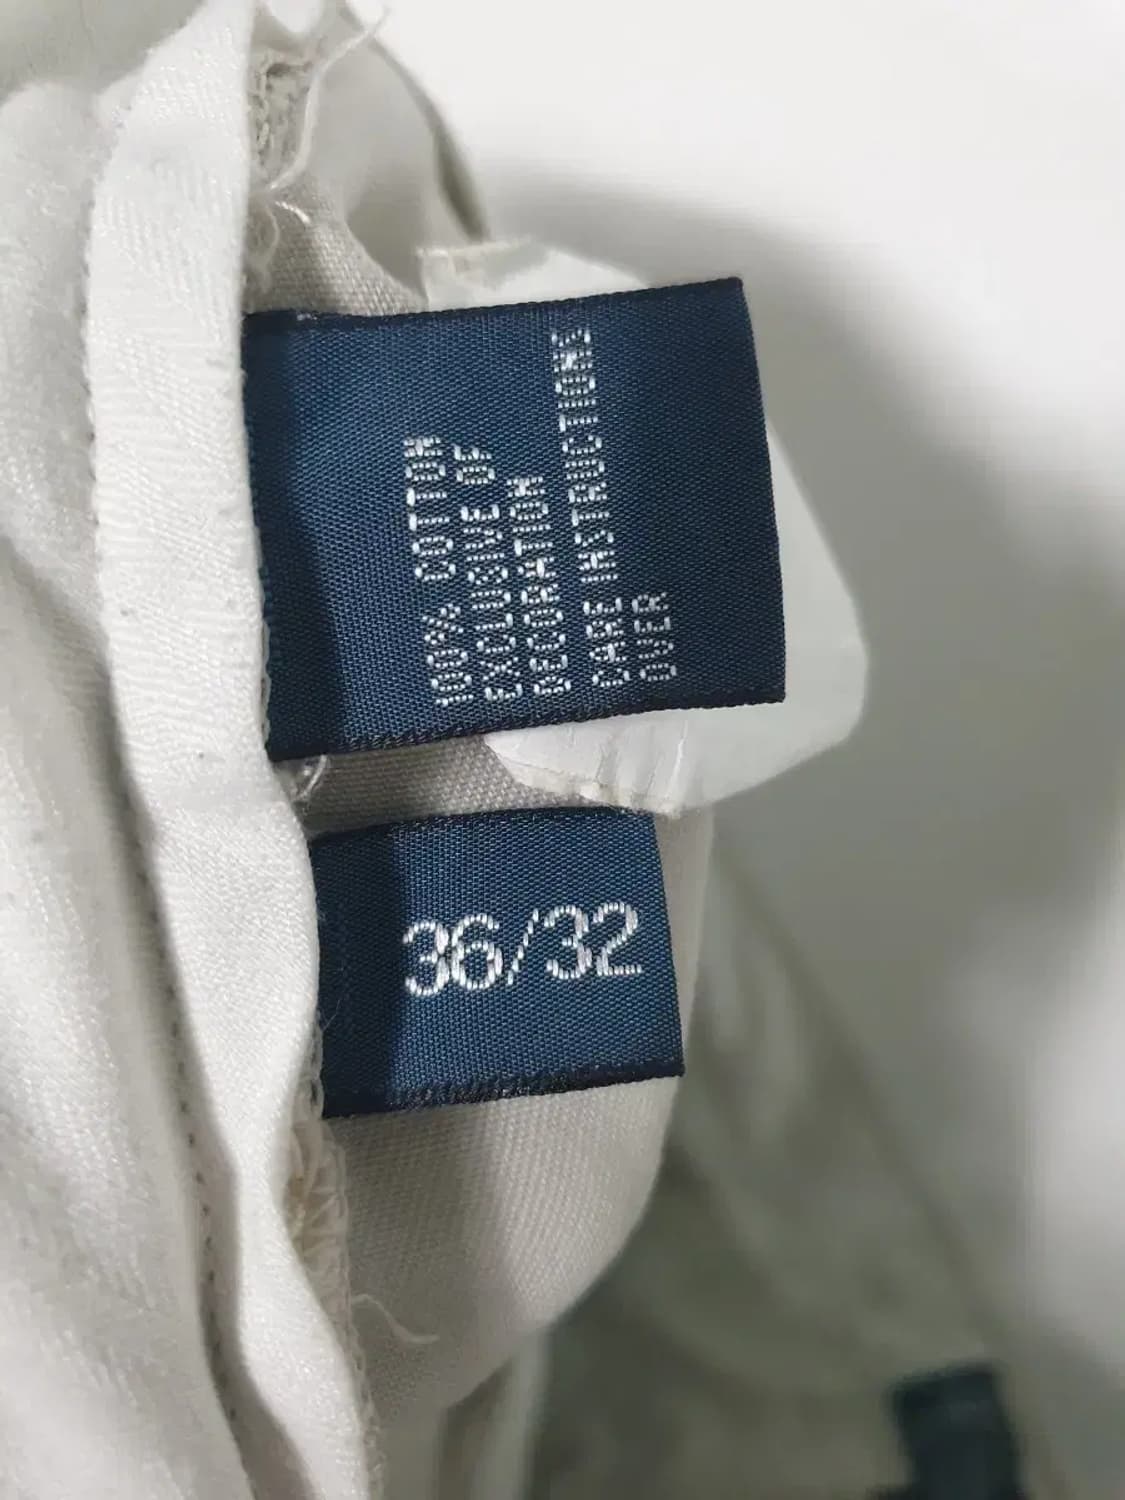 100% COTTON
EXCLUSIVE OF
DECORATION
CARE INSTRUCTIONS
OVER
36/32